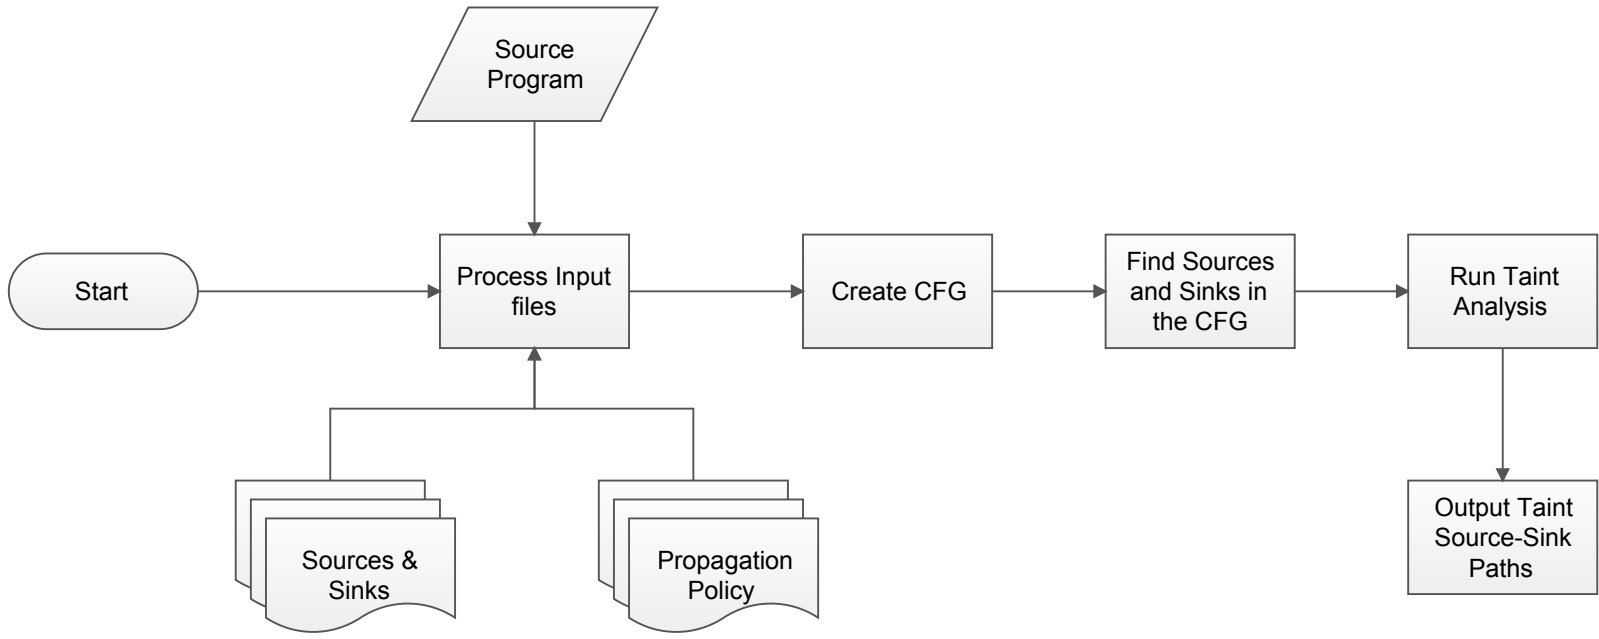 Source
Program
Start
Process Input
files
Create CFG
Find Sources
and Sinks in
the CFG
Run Taint
Analysis
Sources &
Sinks
Propagation
Policy
Output Taint
Source-Sink
Paths